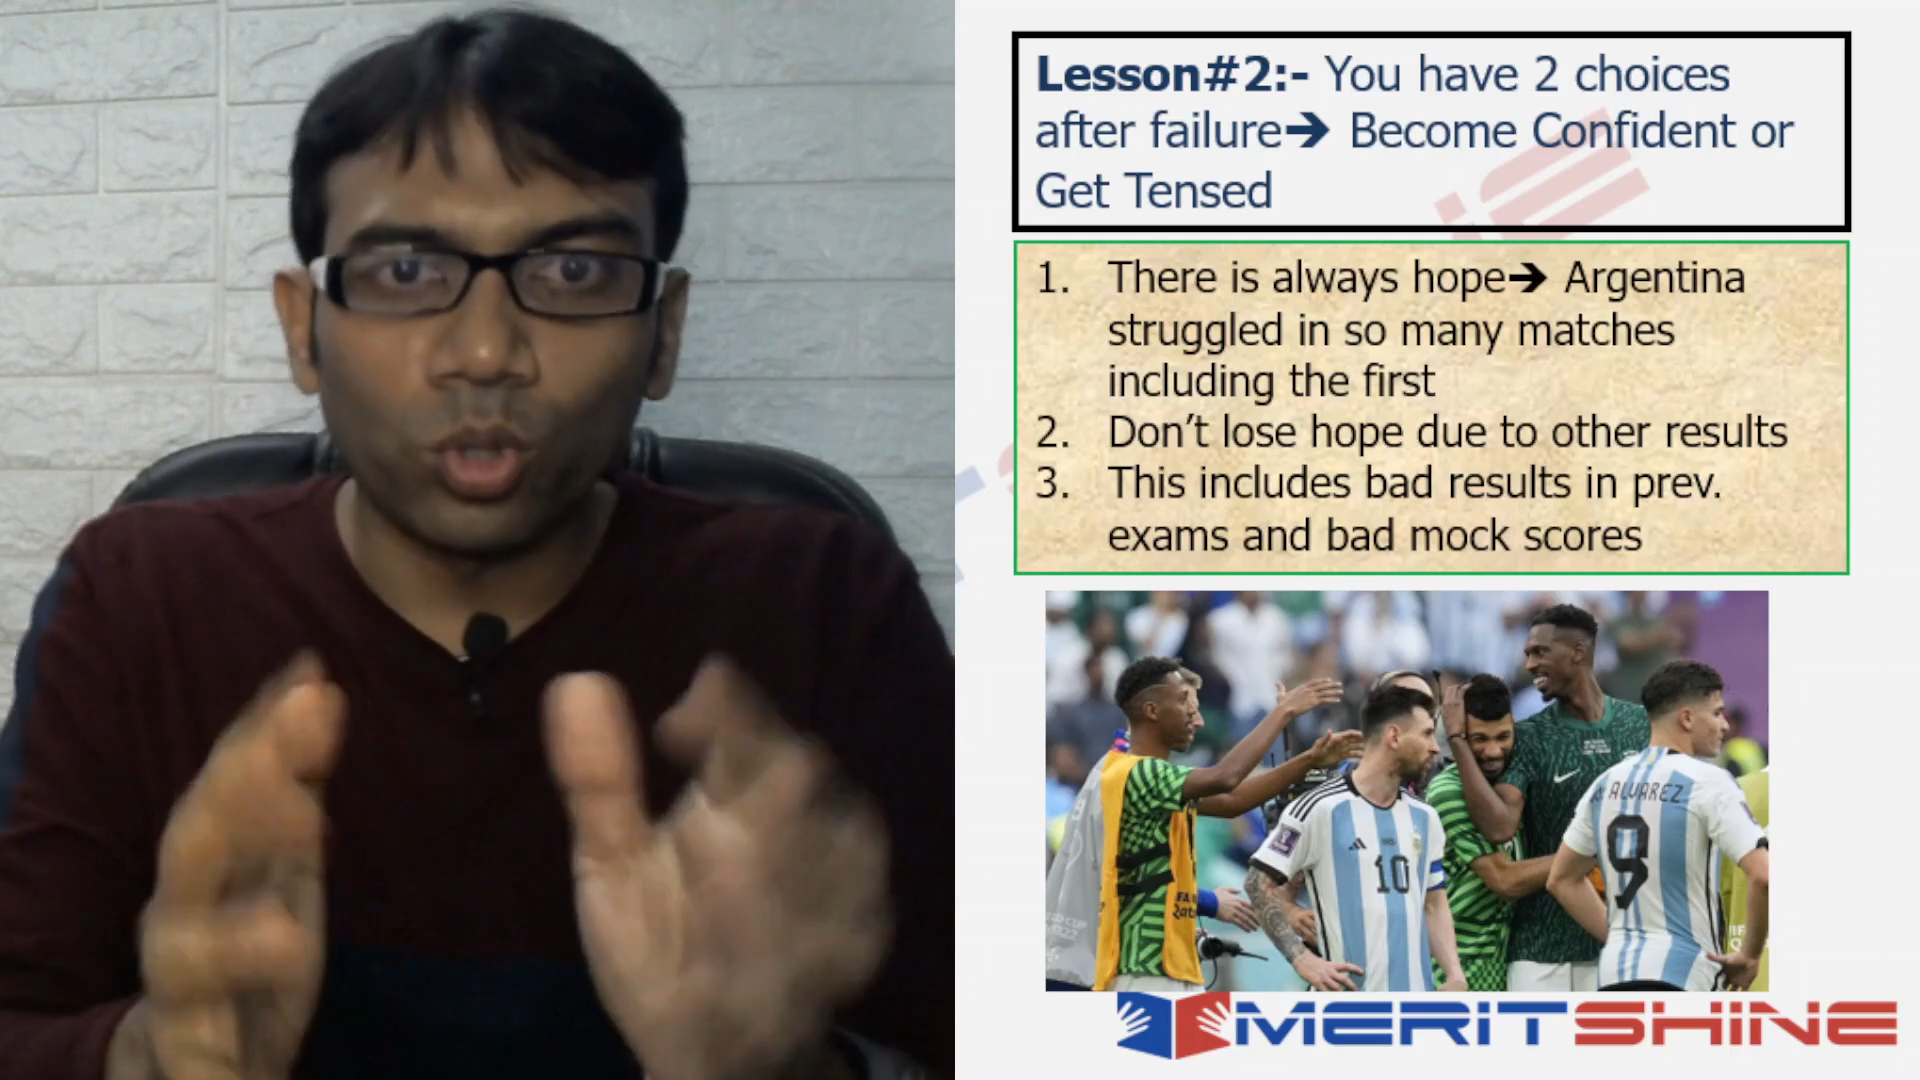 Lesson#2:- You have 2 choices
after failure➔ Become Confident or
Get Tensed
1. There is always hope➔ Argentina
struggled in so many matches
including the first
2. Don't lose hope due to other results
3. This includes bad results in prev.
exams and bad mock scores
ALVAREZ
9
10
MERITSHINE